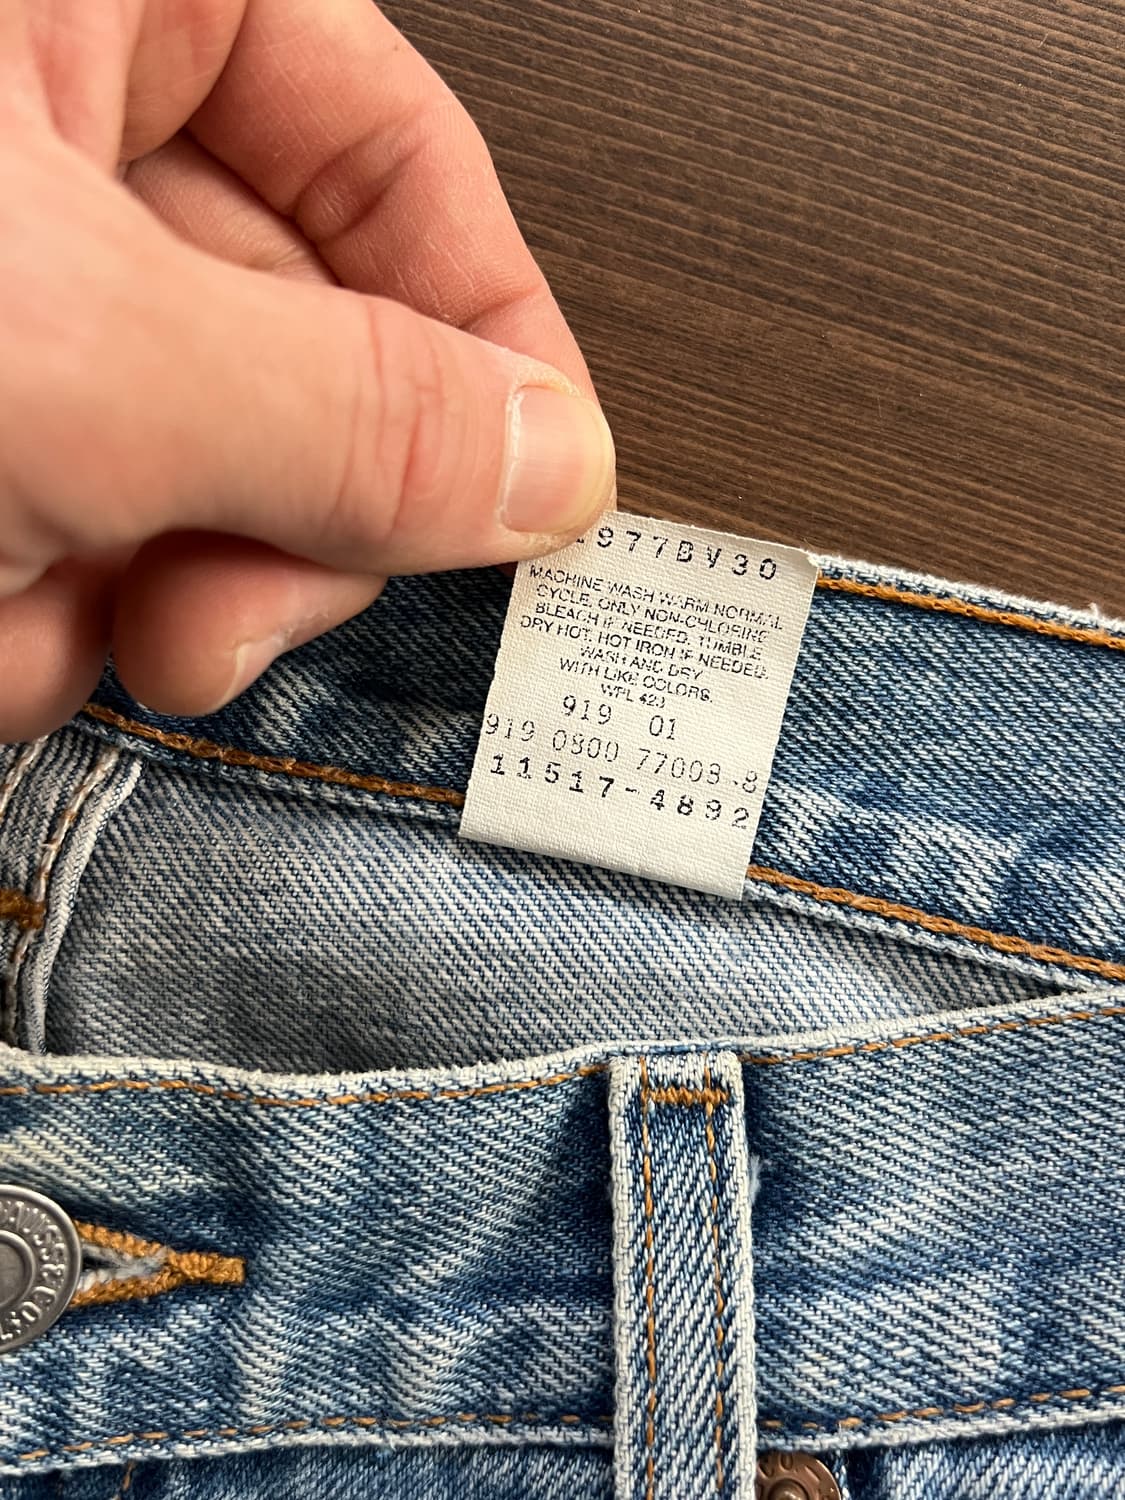 977BV30
MACHINE WASH WARM NORMAL
CYCLE, ONLY NON-CHLORINE
BLEACH IF NEEDED, TUMBLE
DRY HOT, HOT IRON IF NEEDED.
WASH AND DRY
WITH LIKE COLORS.
WPL 423
919 01
919 0800 77003 .8
11517-4892